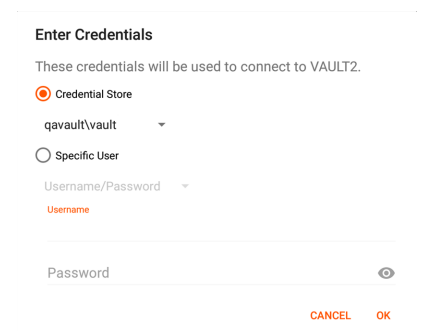 Enter Credentials
These credentials will be used to connect to VAULT2.
Credential Store
qavault\vault
Specific User
Username/Password
Username
Password
CANCEL OK